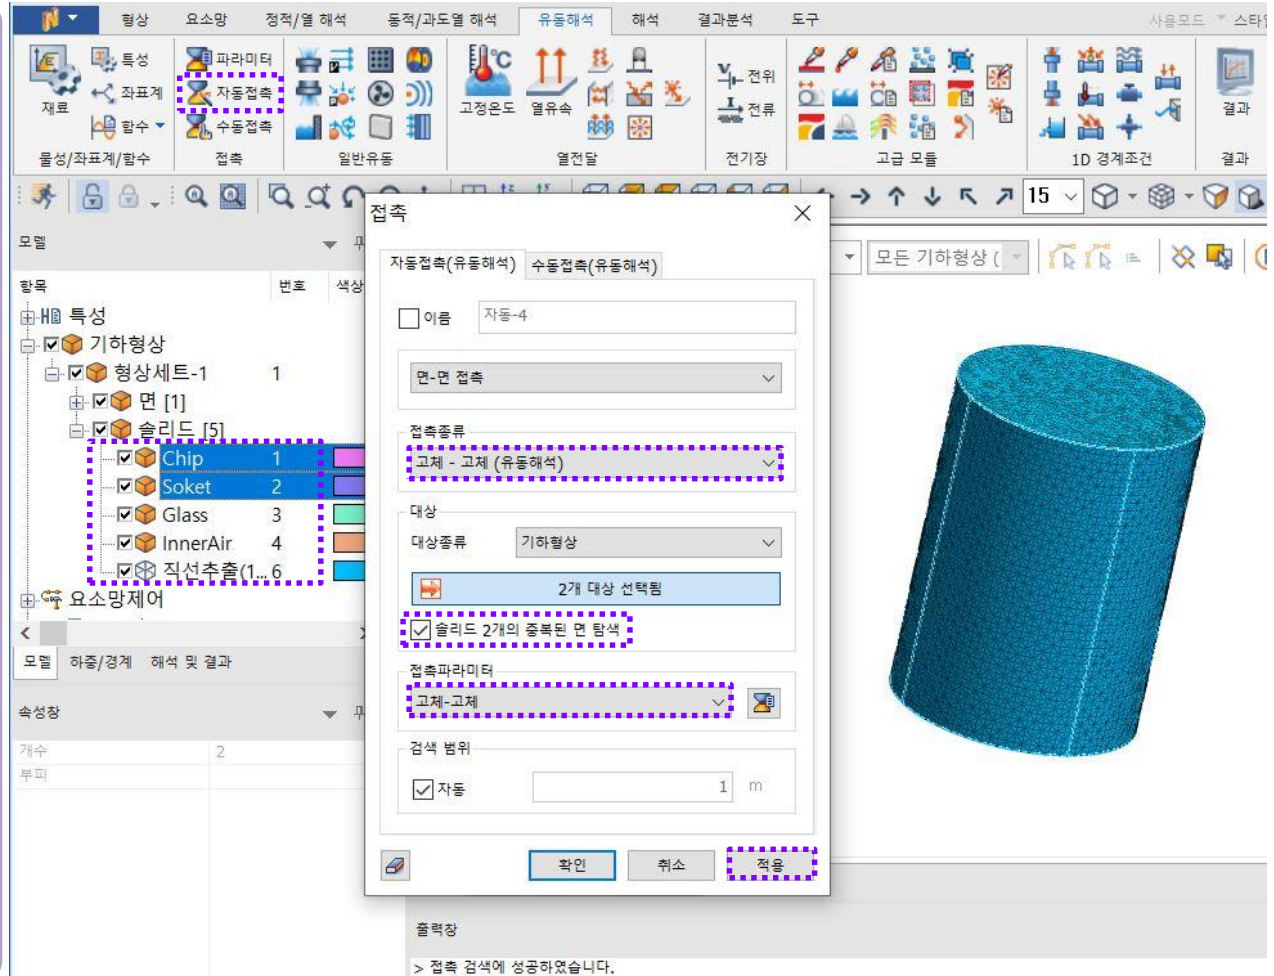 형상 요소망 정적/열 해석 동적/과도열 해석 유동해석 해석 결과분석 도구 사용모드 스타일
재료 특성 좌표계 함수
파라미터 자동접촉 수동접촉
고정온도 열유속
전위 전류
결과
물성/좌표계/함수 접촉 일반유동 열전달 전기장 고급 모듈 1D 경계조건 결과
15
모델
항목 번호 색상
특성
기하형상
형상세트-1 1
면 [1]
솔리드 [5]
Chip 1
Soket 2
Glass 3
InnerAir 4
직선추출(1... 6
요소망제어
모델 하중/경계 해석 및 결과
속성창
개수 2
부피
접촉
자동접촉(유동해석) 수동접촉(유동해석)
이름 자동-4
면-면 접촉
접촉종류
고체 - 고체 (유동해석)
대상
대상종류 기하형상
2개 대상 선택됨
솔리드 2개의 중복된 면 탐색
접촉파라미터
고체-고체
검색 범위
자동 1 m
확인 취소 적용
모든 기하형상 (
출력창
> 접촉 검색에 성공하였습니다.